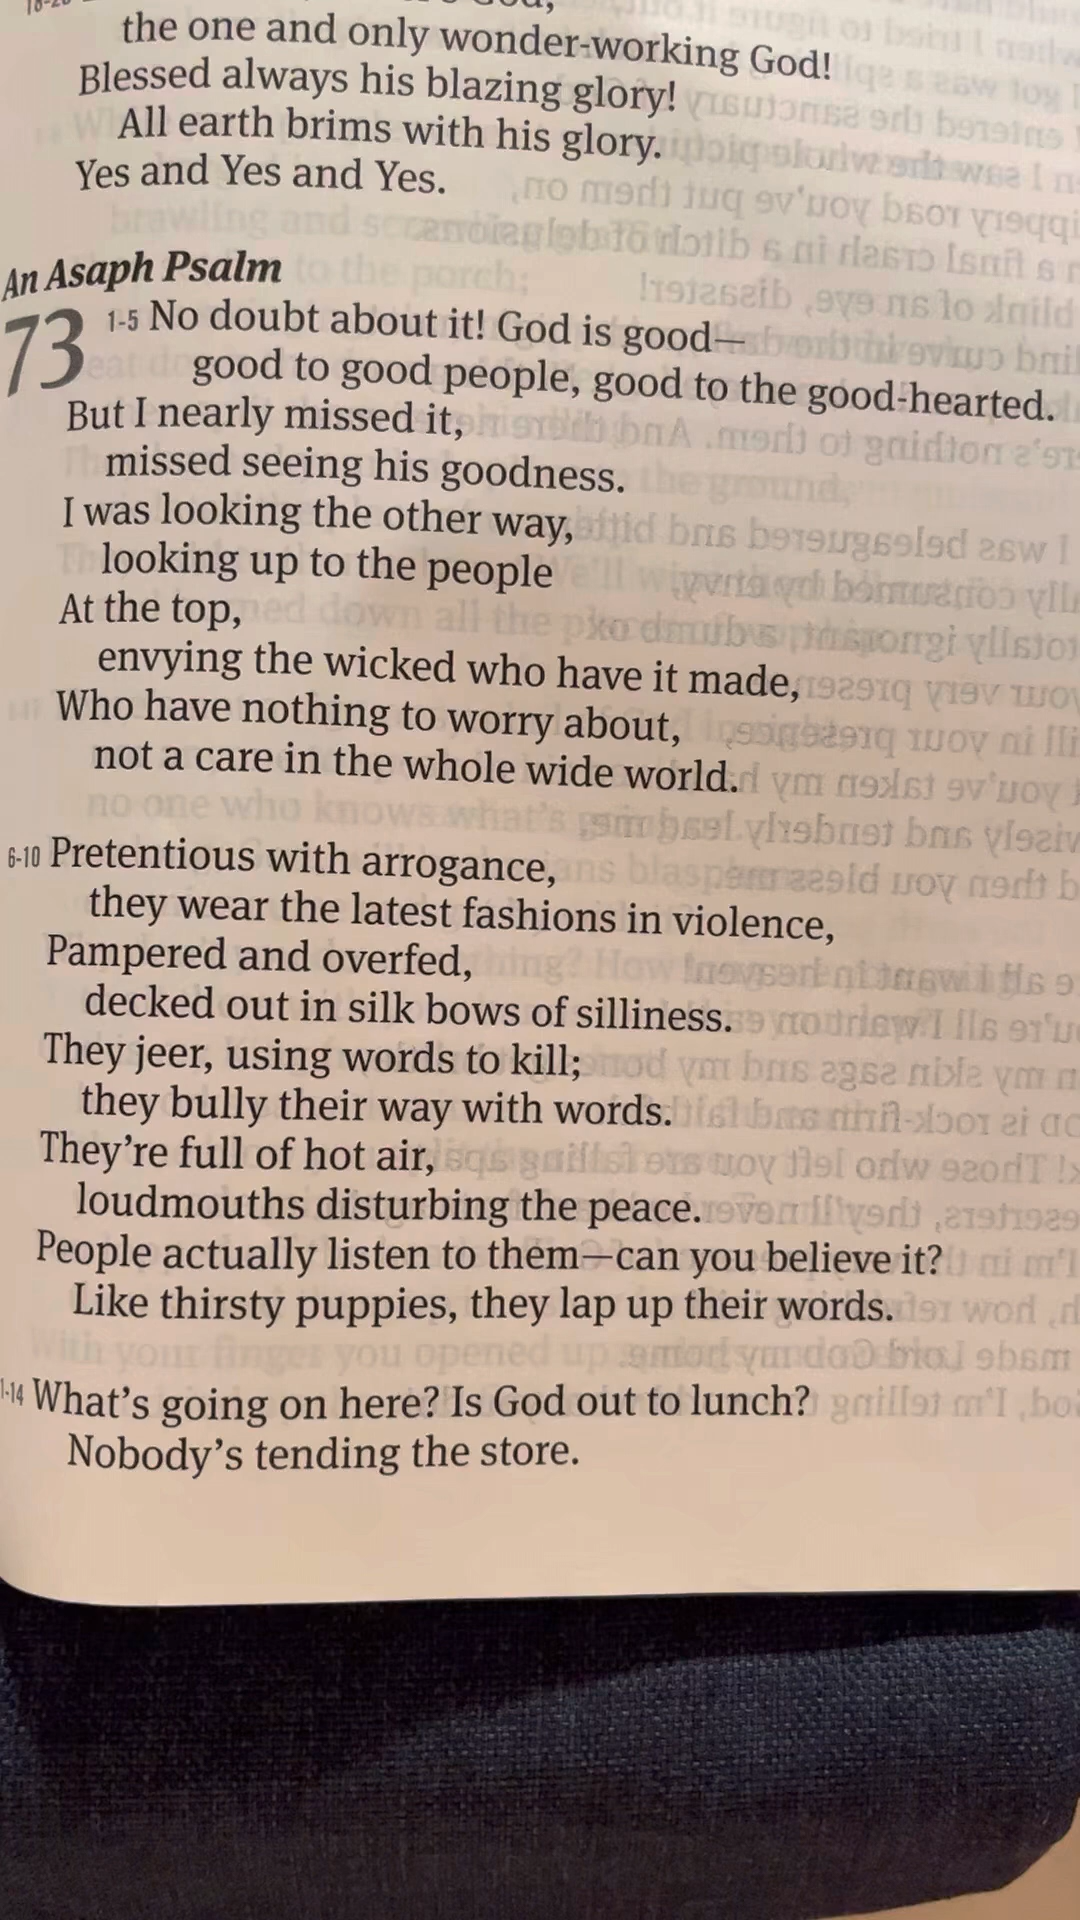 the one and only wonder-working God!
Blessed always his blazing glory!
All earth brims with his glory.
Yes and Yes and Yes.
An Asaph Psalm
73 1-5 No doubt about it! God is good—
good to good people, good to the good-hearted.
But I nearly missed it,
missed seeing his goodness.
I was looking the other way,
looking up to the people
At the top,
envying the wicked who have it made,
Who have nothing to worry about,
not a care in the whole wide world.
6-10 Pretentious with arrogance,
they wear the latest fashions in violence,
Pampered and overfed,
decked out in silk bows of silliness.
They jeer, using words to kill;
they bully their way with words.
They’re full of hot air,
loudmouths disturbing the peace.
People actually listen to them—can you believe it?
Like thirsty puppies, they lap up their words.
1-14 What’s going on here? Is God out to lunch?
Nobody’s tending the store.